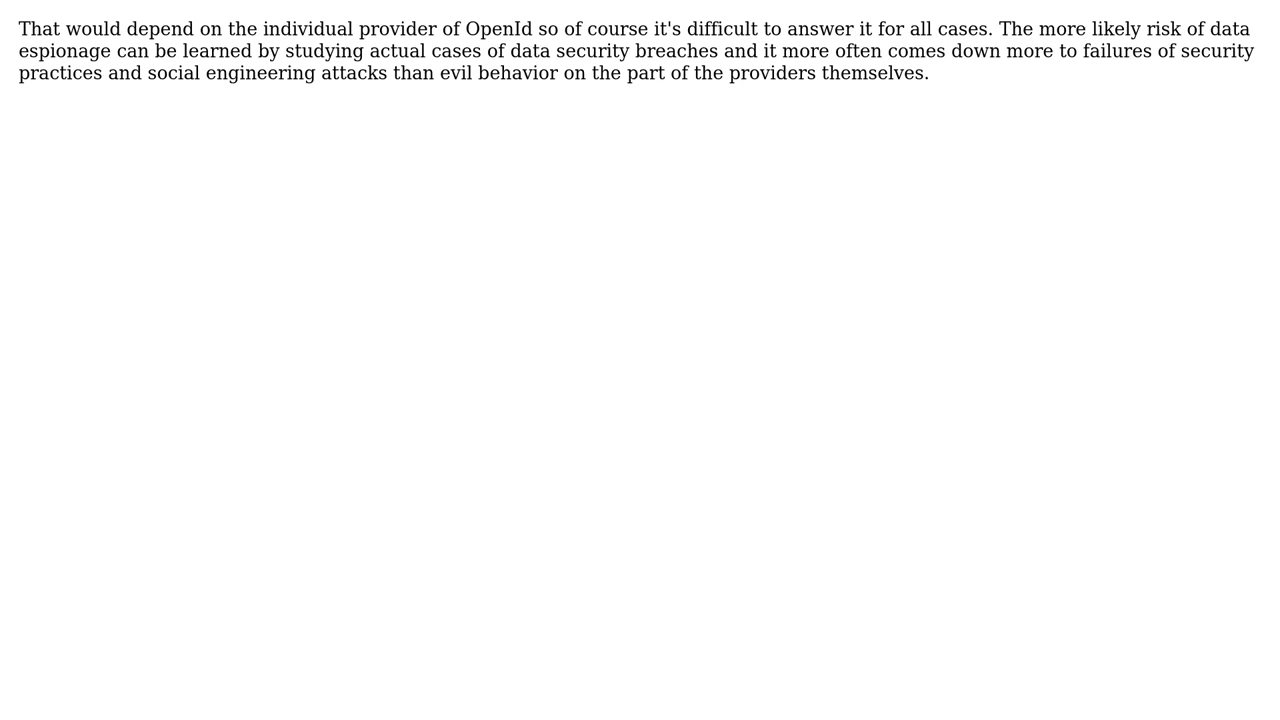 That would depend on the individual provider of OpenId so of course it's difficult to answer it for all cases. The more likely risk of data
espionage can be learned by studying actual cases of data security breaches and it more often comes down more to failures of security
practices and social engineering attacks than evil behavior on the part of the providers themselves.